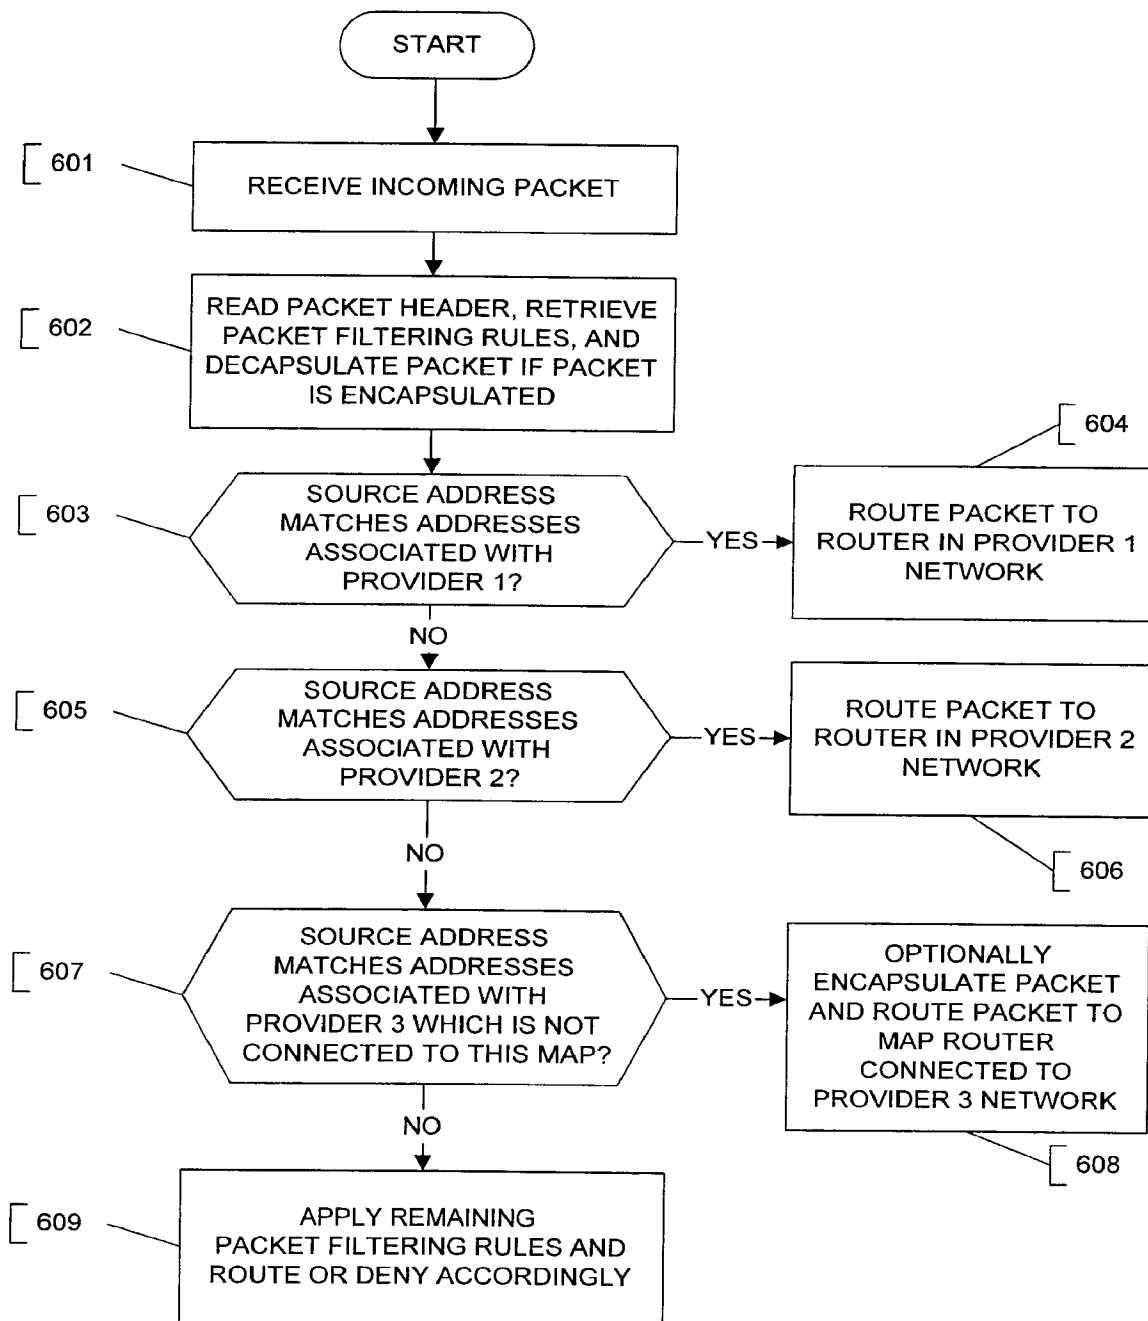 START
601
RECEIVE INCOMING PACKET
602
READ PACKET HEADER, RETRIEVE
PACKET FILTERING RULES, AND
DECAPSULATE PACKET IF PACKET
IS ENCAPSULATED
603
SOURCE ADDRESS
MATCHES ADDRESSES
ASSOCIATED WITH
PROVIDER 1?
YES
604
ROUTE PACKET TO
ROUTER IN PROVIDER 1
NETWORK
NO
605
SOURCE ADDRESS
MATCHES ADDRESSES
ASSOCIATED WITH
PROVIDER 2?
YES
ROUTE PACKET TO
ROUTER IN PROVIDER 2
NETWORK
606
NO
607
SOURCE ADDRESS
MATCHES ADDRESSES
ASSOCIATED WITH
PROVIDER 3 WHICH IS NOT
CONNECTED TO THIS MAP?
YES
OPTIONALLY
ENCAPSULATE PACKET
AND ROUTE PACKET TO
MAP ROUTER
CONNECTED TO
PROVIDER 3 NETWORK
608
NO
609
APPLY REMAINING
PACKET FILTERING RULES AND
ROUTE OR DENY ACCORDINGLY